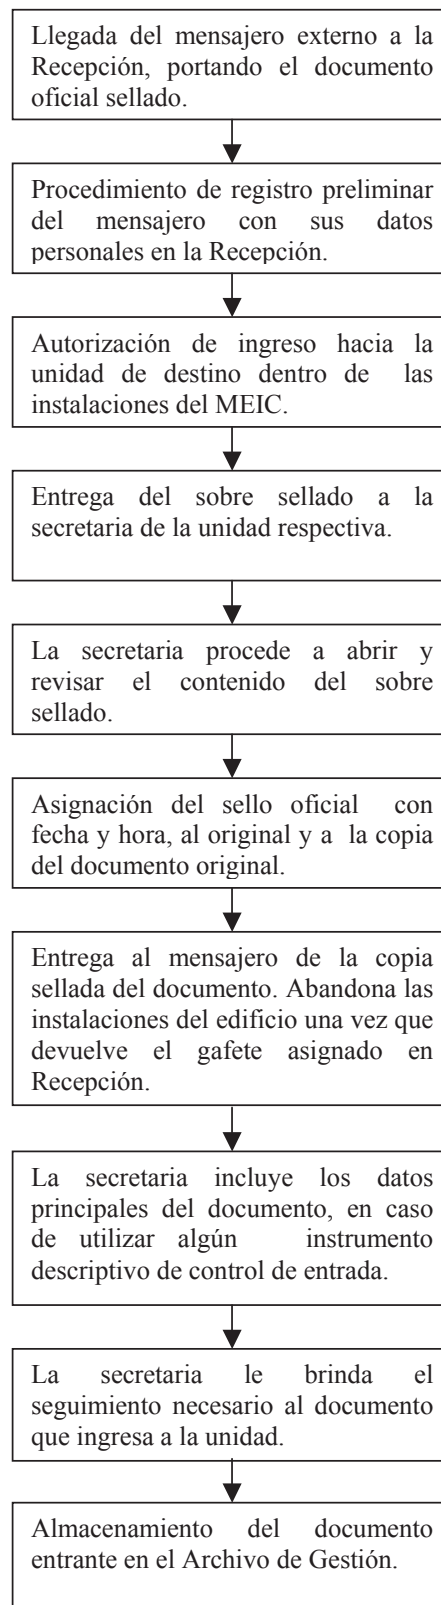 Llegada del mensajero externo a la
Recepción, portando el documento
oficial sellado.
Procedimiento de registro preliminar
del mensajero con sus datos
personales en la Recepción.
Autorización de ingreso hacia la
unidad de destino dentro de las
instalaciones del MEIC.
Entrega del sobre sellado a la
secretaria de la unidad respectiva.
La secretaria procede a abrir y
revisar el contenido del sobre
sellado.
Asignación del sello oficial con
fecha y hora, al original y a la copia
del documento original.
Entrega al mensajero de la copia
sellada del documento. Abandona las
instalaciones del edificio una vez que
devuelve el gafete asignado en
Recepción.
La secretaria incluye los datos
principales del documento, en caso
de utilizar algún instrumento
descriptivo de control de entrada.
La secretaria le brinda el
seguimiento necesario al documento
que ingresa a la unidad.
Almacenamiento del documento
entrante en el Archivo de Gestión.